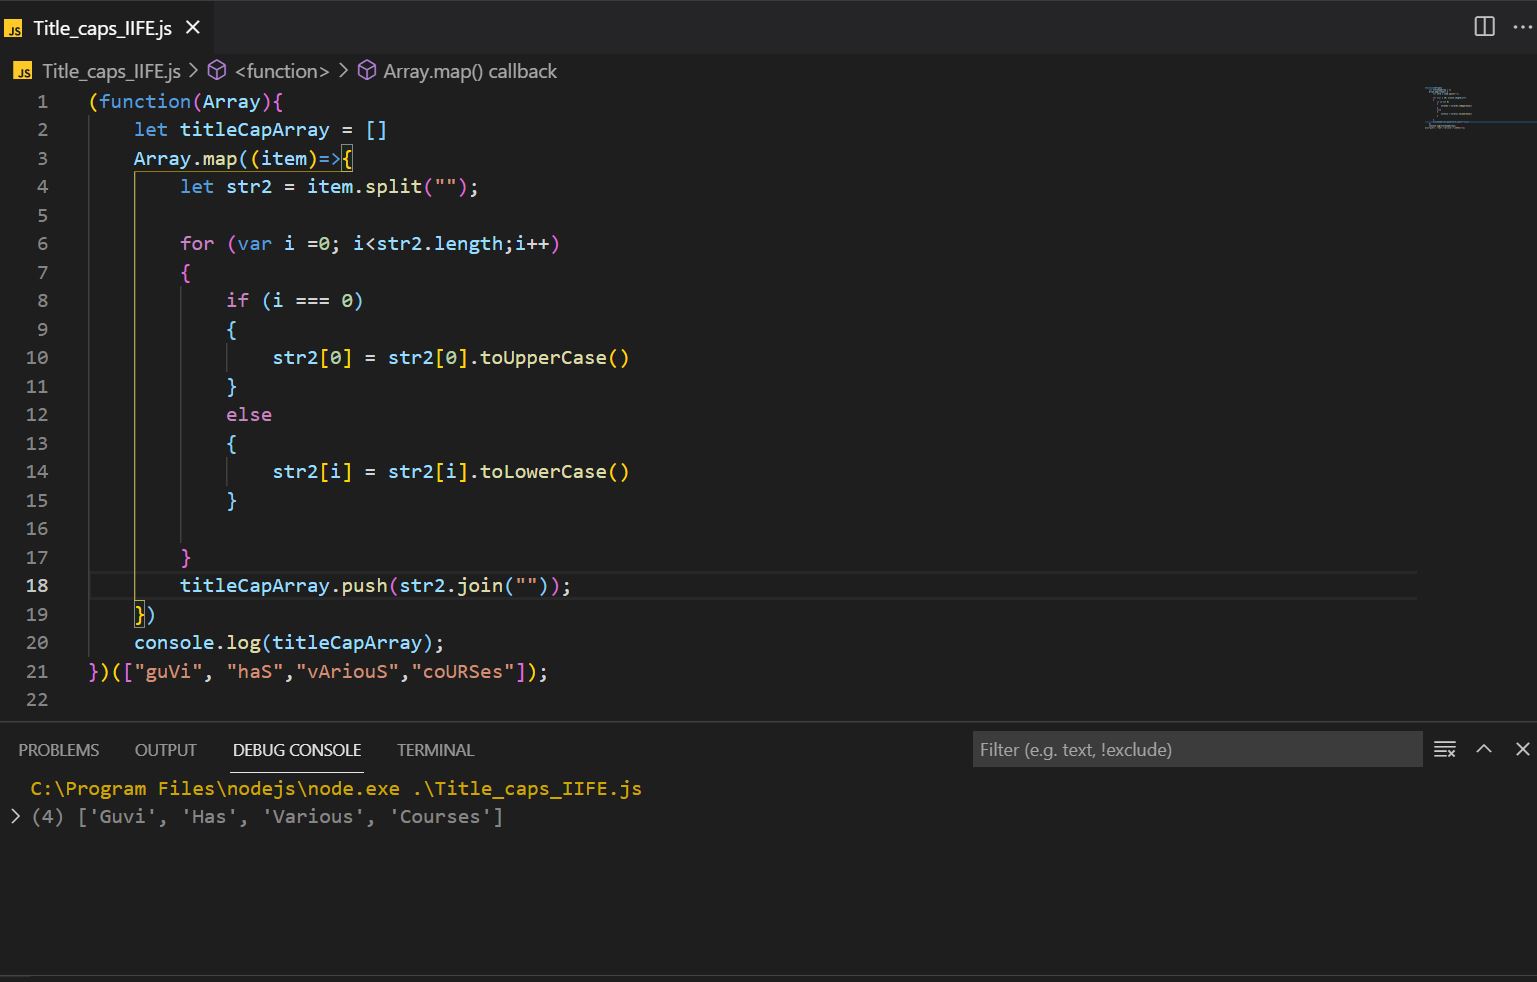 JS Title_caps_IIFE.js
JS Title_caps_IIFE.js > <function> > Array.map() callback
1 (function(Array){
2 let titleCapArray = []
3 Array.map((item)=>{
4 let str2 = item.split("");
5
6 for (var i =0; i<str2.length;i++)
7 {
8 if (i === 0)
9 {
10 str2[0] = str2[0].toUpperCase()
11 }
12 else
13 {
14 str2[i] = str2[i].toLowerCase()
15 }
16
17 }
18 titleCapArray.push(str2.join(""));
19 })
20 console.log(titleCapArray);
21 })(["guVi", "haS","vAriouS","coURSes"]);
22
PROBLEMS OUTPUT DEBUG CONSOLE TERMINAL Filter (e.g. text, !exclude)
C:\Program Files\nodejs\node.exe .\Title_caps_IIFE.js
> (4) ['Guvi', 'Has', 'Various', 'Courses']